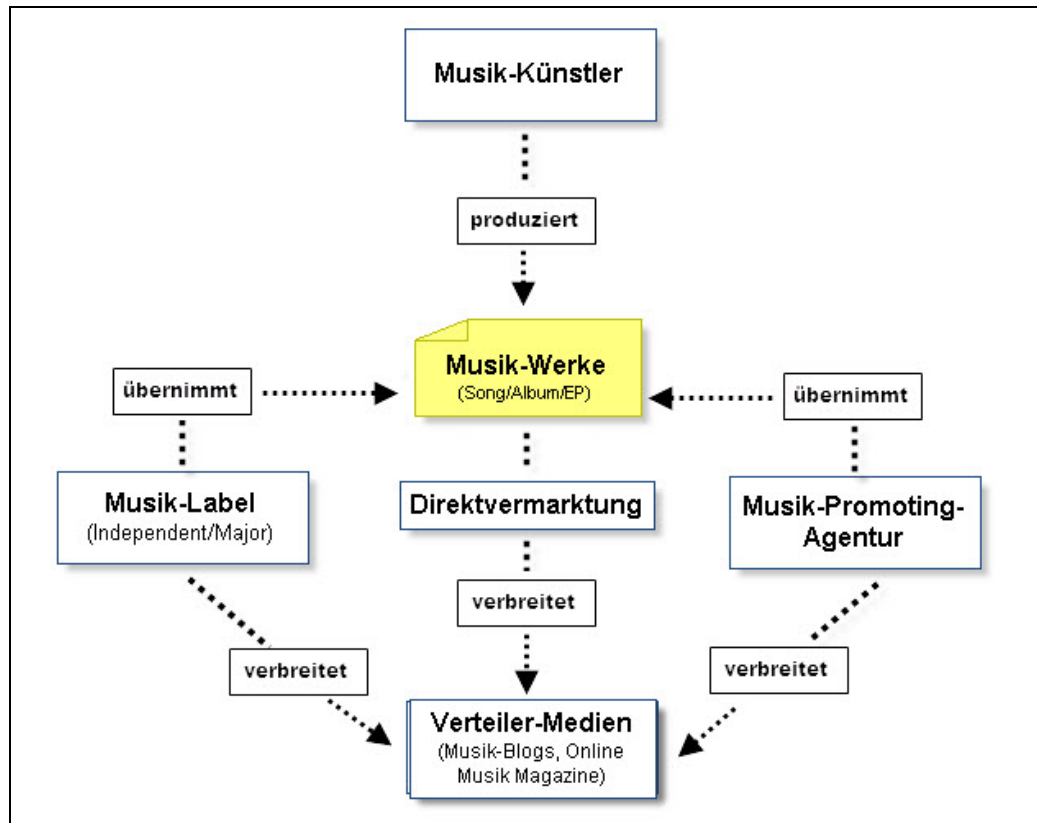 Musik-Künstler
produziert
Musik-Werke
(Song/Album/EP)
übernimmt
übernimmt
Musik-Label
(Independent/Major)
Direktvermarktung
Musik-Promoting-
Agentur
verbreitet
verbreitet
verbreitet
Verteiler-Medien
(Musik-Blogs, Online
Musik Magazine)